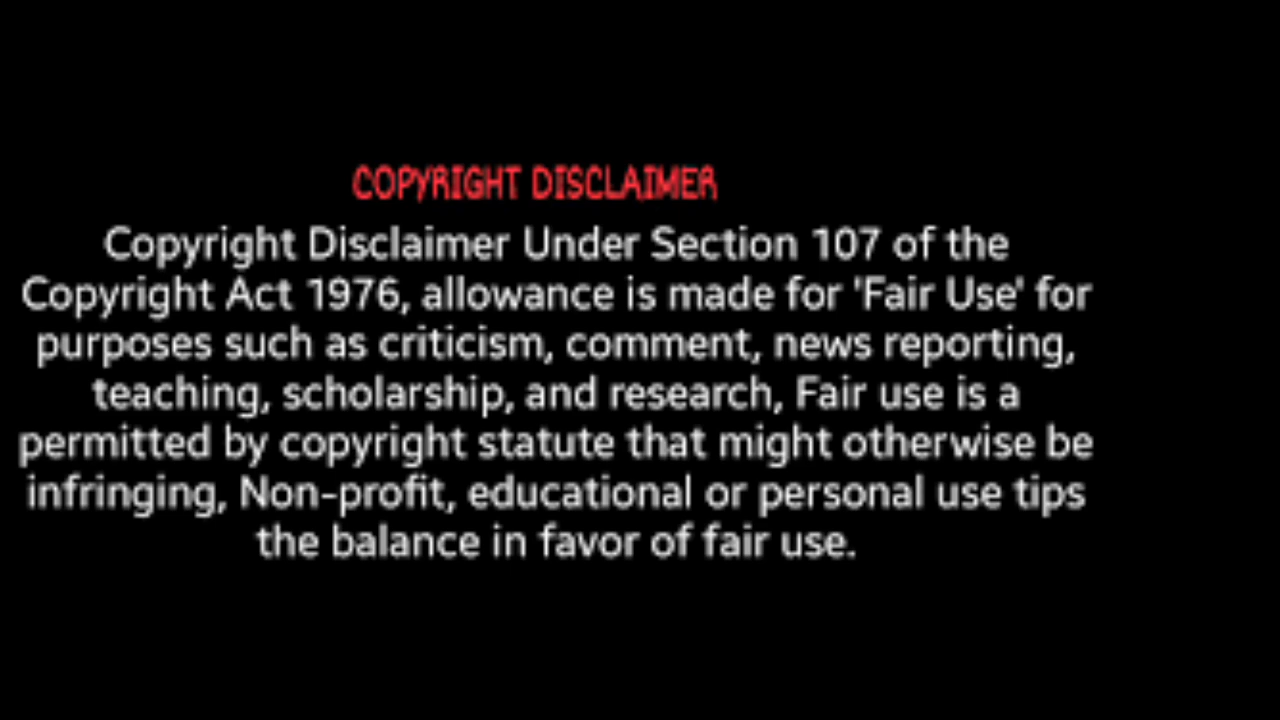 COPYRIGHT DISCLAIMER
Copyright Disclaimer Under Section 107 of the
Copyright Act 1976, allowance is made for 'Fair Use' for
purposes such as criticism, comment, news reporting,
teaching, scholarship, and research, Fair use is a
permitted by copyright statute that might otherwise be
infringing, Non-profit, educational or personal use tips
the balance in favor of fair use.